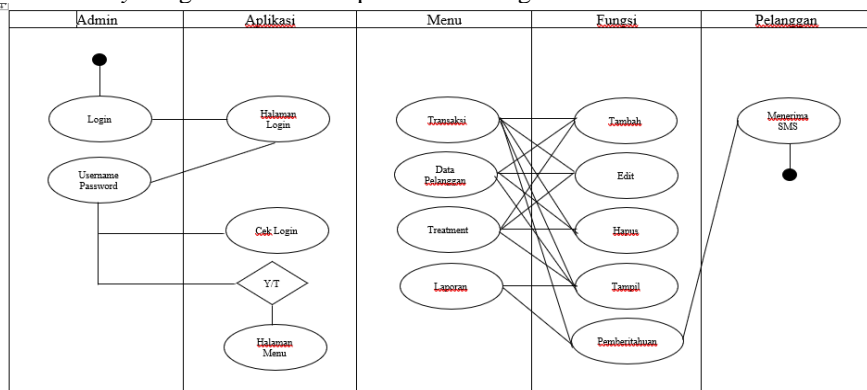 Admin
Aplikasi
Menu
Fungsi
Pelanggan
Login
Halaman
Login
Transaksi
Tambah
Menerima
SMS
Username
Password
Data
Pelanggan
Edit
Cek Login
Treatment
Hapus
Y/T
Laporan
Tampil
Halaman
Menu
Pemberitahuan